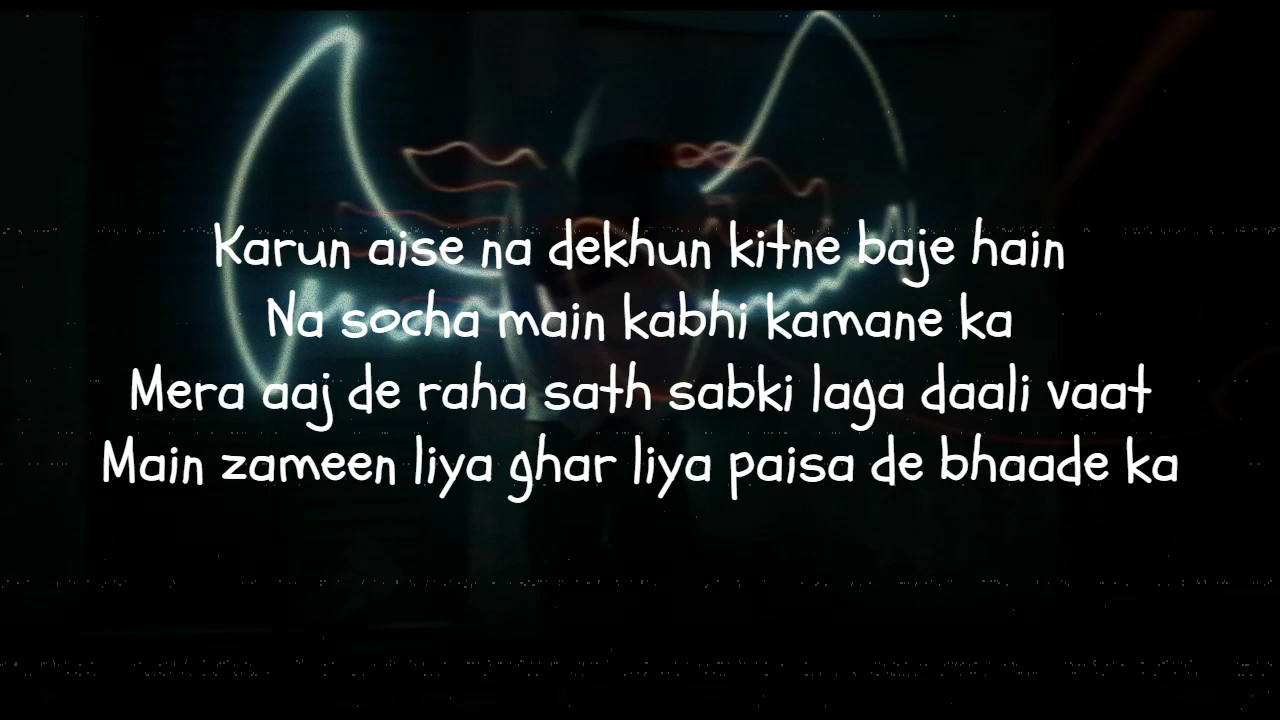 Karun aise na dekhun kitne baje hain
Na socha main kabhi kamane ka
Mera aaj de raha sath sabki laga daali vaat
Main zameen liya ghar liya paisa de bhaade ka